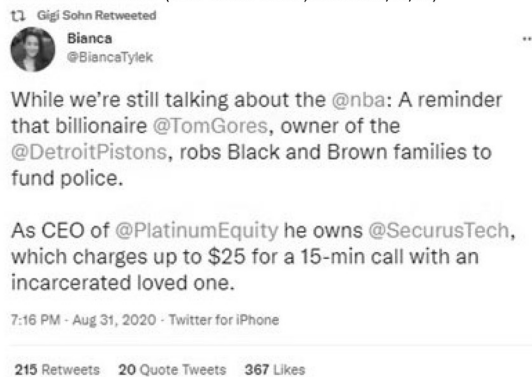 Gigi Sohn Retweeted
Bianca
@BiancaTylek
While we're still talking about the @nba: A reminder
that billionaire @TomGores, owner of the
@DetroitPistons, robs Black and Brown families to
fund police.
As CEO of @PlatinumEquity he owns @SecurusTech,
which charges up to $25 for a 15-min call with an
incarcerated loved one.
7:16 PM · Aug 31, 2020 · Twitter for iPhone
215 Retweets 20 Quote Tweets 367 Likes